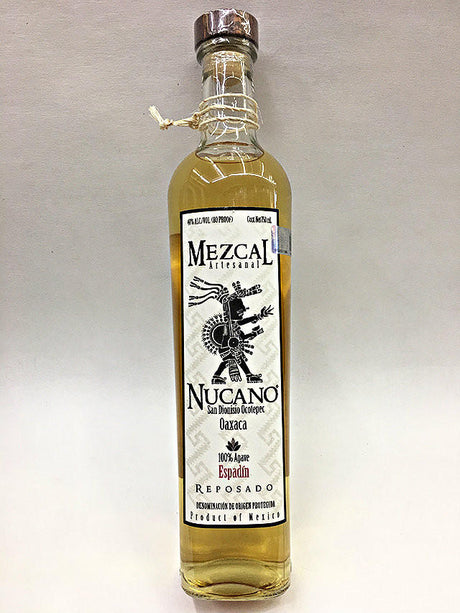 40% ALC/VOL (80 PROOF) Cont. Net 750 mL
MEZCAL
Artesanal
NUCANO®
San Dionisio Ocotepec
Oaxaca
100% Agave
Espadín
REPOSADO
DENOMINACIÓN DE ORIGEN PROTEGIDO
Product of Mexico